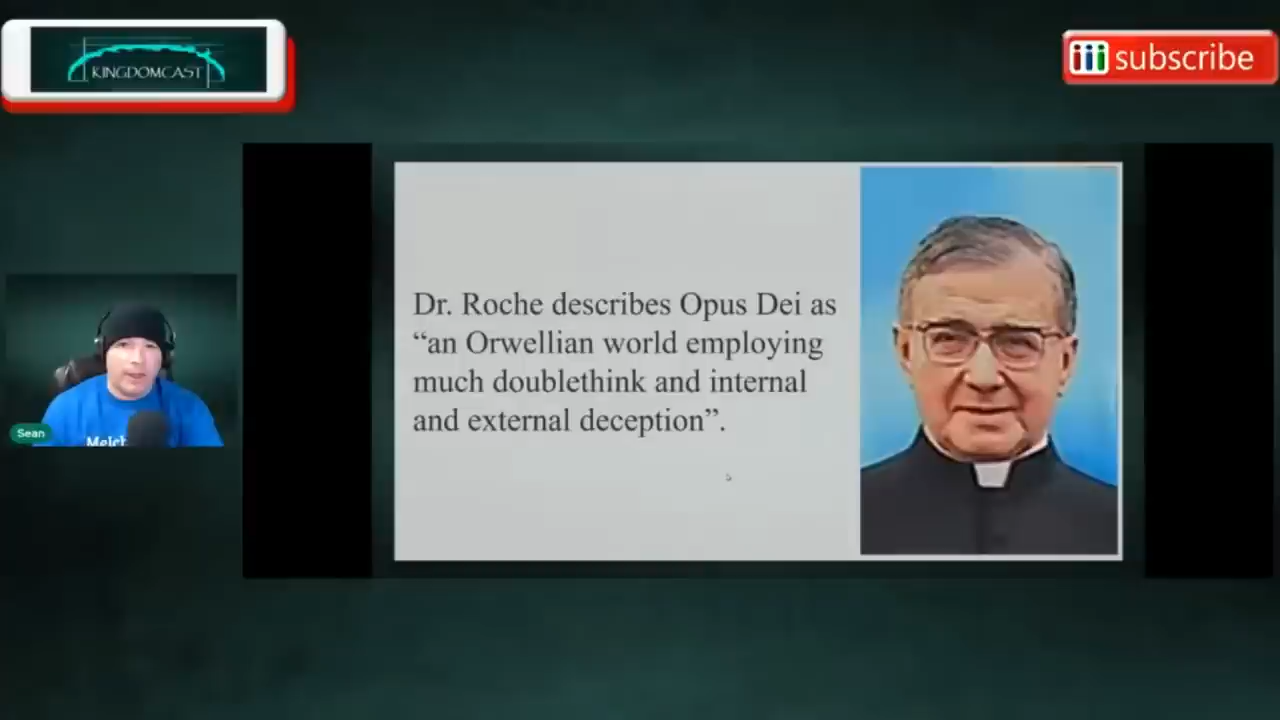 KINGDOMCAST
subscribe
Dr. Roche describes Opus Dei as
“an Orwellian world employing
much doublethink and internal
and external deception”.
Sean
Melch